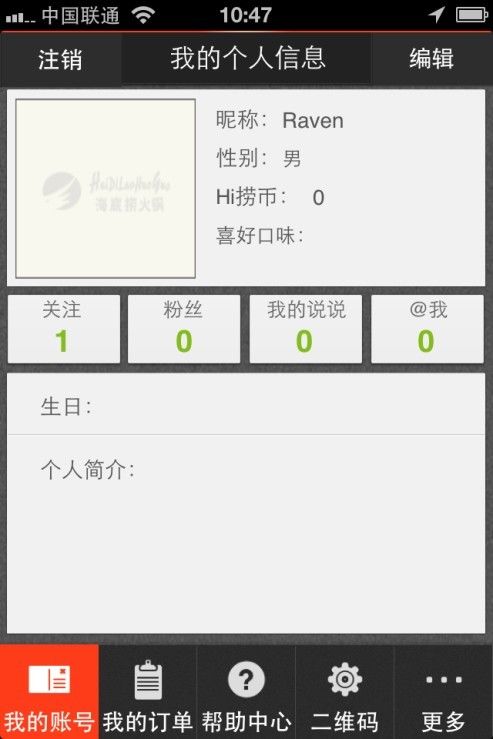 中国联通 10:47
注销 我的个人信息 编辑
HaiDiLaoHuoGuo
海底捞火锅
昵称: Raven
性别: 男
Hi捞币: 0
喜好口味:
关注 粉丝 我的说说 @我
1 0 0 0
生日:
个人简介:
我的账号 我的订单 帮助中心 二维码 更多